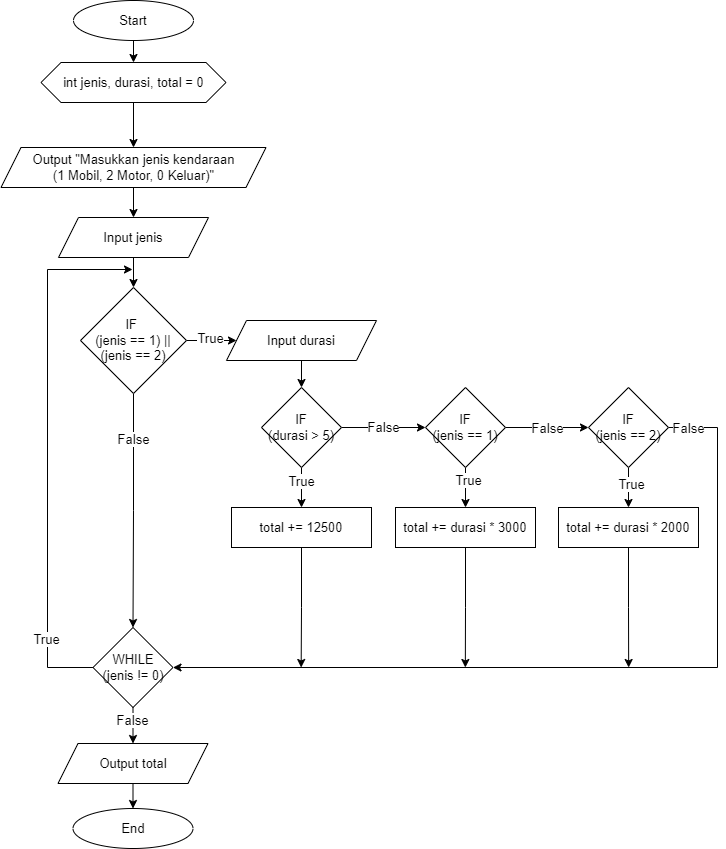 Start
int jenis, durasi, total = 0
Output "Masukkan jenis kendaraan
(1 Mobil, 2 Motor, 0 Keluar)"
Input jenis
IF
(jenis == 1) ||
(jenis == 2)
True
Input durasi
False
IF
(durasi > 5)
False
IF
(jenis == 1)
False
IF
(jenis == 2)
False
True
True
True
total += 12500
total += durasi * 3000
total += durasi * 2000
True
WHILE
(jenis != 0)
False
Output total
End